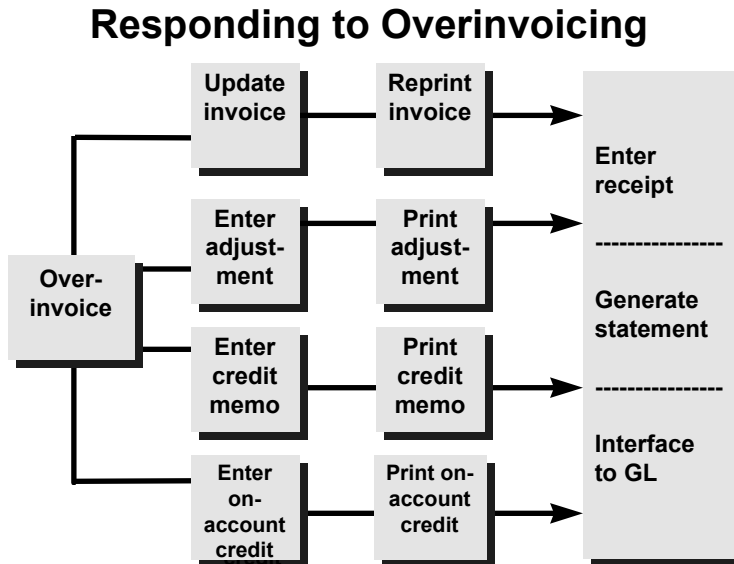 Responding to Overinvoicing
Update
invoice
Reprint
invoice
Enter
receipt
----------------
Enter
adjust-
ment
Print
adjust-
ment
Over-
invoice
Generate
statement
----------------
Enter
credit
memo
Print
credit
memo
Interface
to GL
Enter
on-
account
credit
Print on-
account
credit